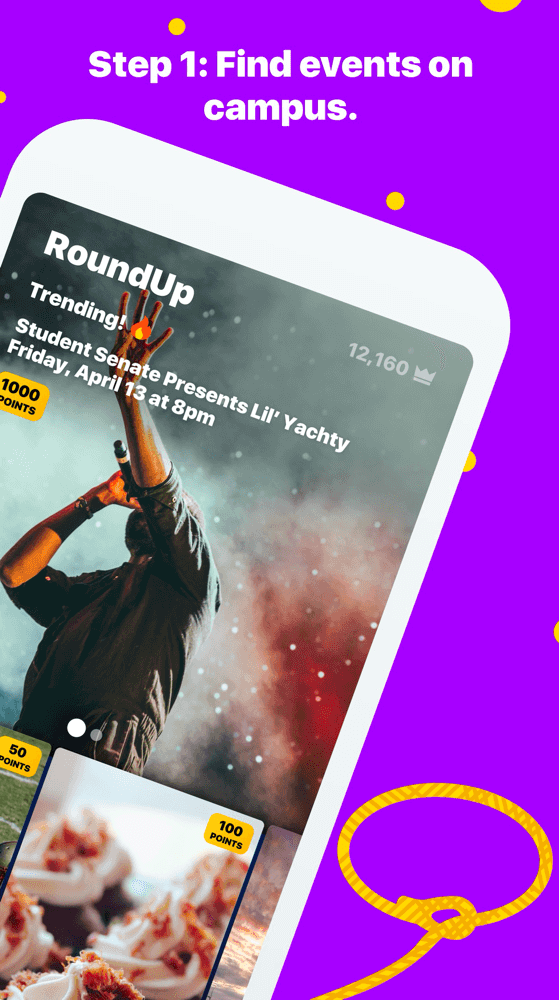 Step 1: Find events on
campus.
RoundUp
Trending! 🔥
12,160
Student Senate Presents Lil' Yachty
Friday, April 13 at 8pm
1000
POINTS
50
POINTS
100
POINTS